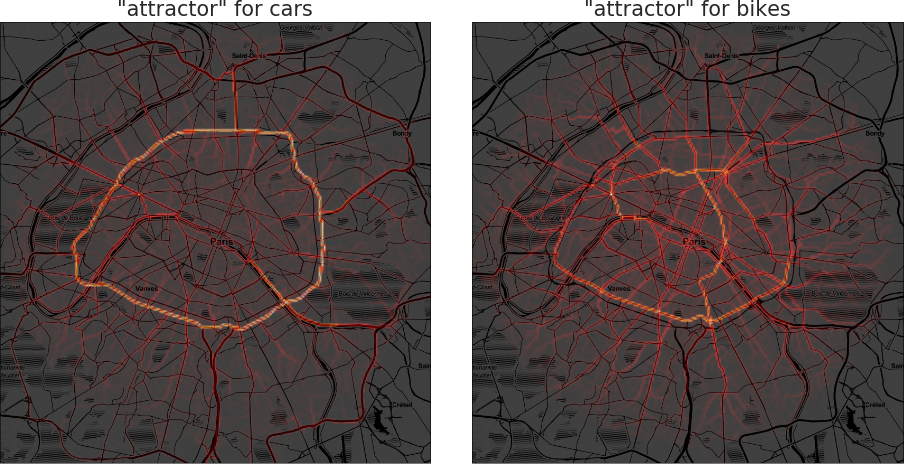 "attractor" for cars
"attractor" for bikes
Saint-Denis
Bondy
Paris
Vanves
Créteil
Saint-Denis
Bondy
Paris
Vanves
Créteil